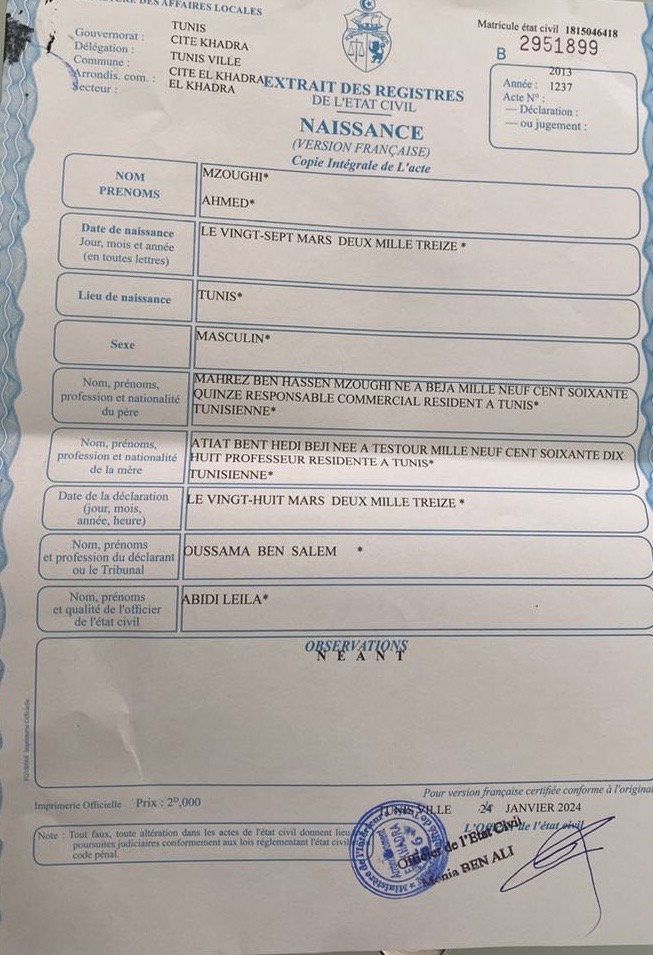 DES AFFAIRES LOCALES
Gouvernorat : TUNIS
Délégation : CITE KHADRA
Commune : TUNIS VILLE
Arrondis. com. : CITE EL KHADRA
Secteur : EL KHADRA
Matricule état civil 1815046418
B 2951899
2013
Année : 1237
Acte N° :
— Déclaration :
— ou jugement :
EXTRAIT DES REGISTRES
DE L'ETAT CIVIL
NAISSANCE
(VERSION FRANÇAISE)
Copie Intégrale de L'acte
NOM MZOUGHI*
PRENOMS AHMED*
Date de naissance LE VINGT-SEPT MARS DEUX MILLE TREIZE *
Jour, mois et année
(en toutes lettres)
Lieu de naissance TUNIS*
Sexe MASCULIN*
Nom, prénoms, MAHREZ BEN HASSEN MZOUGHI NE A BEJA MILLE NEUF CENT SOIXANTE
profession et nationalité QUINZE RESPONSABLE COMMERCIAL RESIDENT A TUNIS*
du père TUNISIENNE*
Nom, prénoms, ATIAT BENT HEDI BEJI NEE A TESTOUR MILLE NEUF CENT SOIXANTE DIX
profession et nationalité HUIT PROFESSEUR RESIDENTE A TUNIS*
de la mère TUNISIENNE*
Date de la déclaration LE VINGT-HUIT MARS DEUX MILLE TREIZE *
(jour, mois,
année, heure)
Nom, prénoms OUSSAMA BEN SALEM *
et profession du déclarant
ou le Tribunal
Nom, prénoms ABIDI LEILA*
et qualité de l'officier
de l'état civil
OBSERVATIONS
N E A N T
Imprimerie Officielle
Imprimerie Officielle Prix : 2D,000
Pour version française certifiée conforme à l'original
TUNIS VILLE 24 JANVIER 2024
L'Officier de l'état civil
Officier de l'Etat Civil
Monia BEN ALI
Note : Tout faux, toute altération dans les actes de l'état civil donnent lieu
poursuites judiciaires conformement aux lois réglementant l'état civil
code pénal.